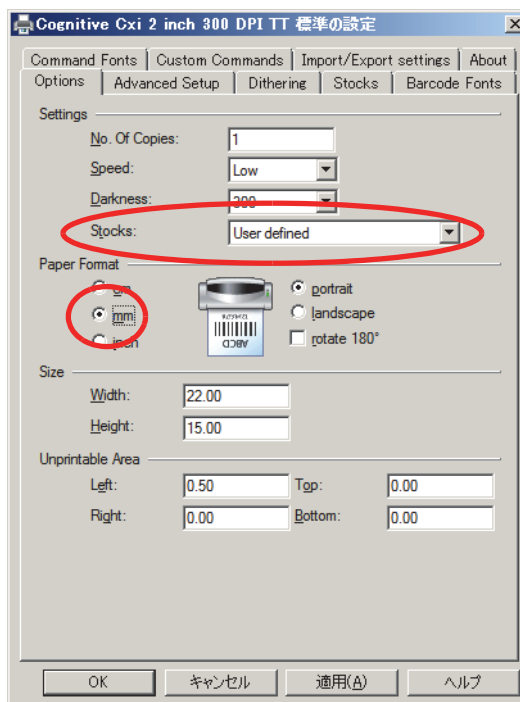 Cognitive Cxi 2 inch 300 DPI TT 標準の設定
Command Fonts Custom Commands Import/Export settings About
Options Advanced Setup Dithering Stocks Barcode Fonts
Settings
No. Of Copies: 1
Speed: Low
Darkness: 300
Stocks: User defined
Paper Format
cm
mm
inch
portrait
landscape
rotate 180°
ABCD
Size
Width: 22.00
Height: 15.00
Unprintable Area
Left: 0.50 Top: 0.00
Right: 0.00 Bottom: 0.00
OK キャンセル 適用(A) ヘルプ